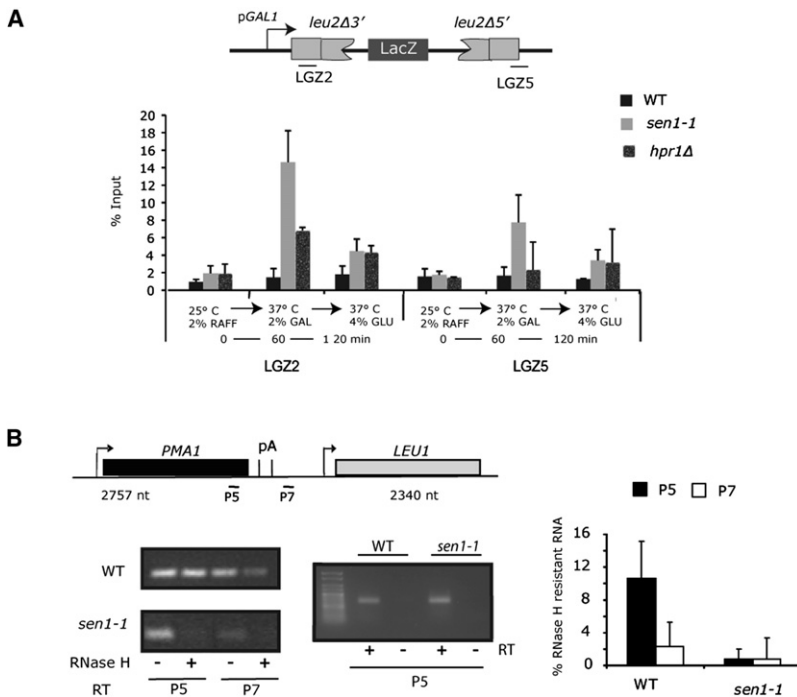 A
pGAL1
leu2Δ3'
leu2Δ5'
LacZ
LGZ2
LGZ5
WT
sen1-1
hpr1Δ
% Input
20
18
16
14
12
10
8
6
4
2
0
25° C 37° C 37° C 25° C 37° C 37° C
2% RAFF 2% GAL 4% GLU 2% RAFF 2% GAL 4% GLU
0 — 60 — 1 20 min 0 — 60 — 120 min
LGZ2 LGZ5
B
PMA1
pA
LEU1
2757 nt
P5
P7
2340 nt
WT
sen1-1
RNase H - + - +
RT P5 P7
WT sen1-1
+ - + - RT
P5
P5 P7
% RNase H resistant RNA
16
12
8
4
0
WT sen1-1